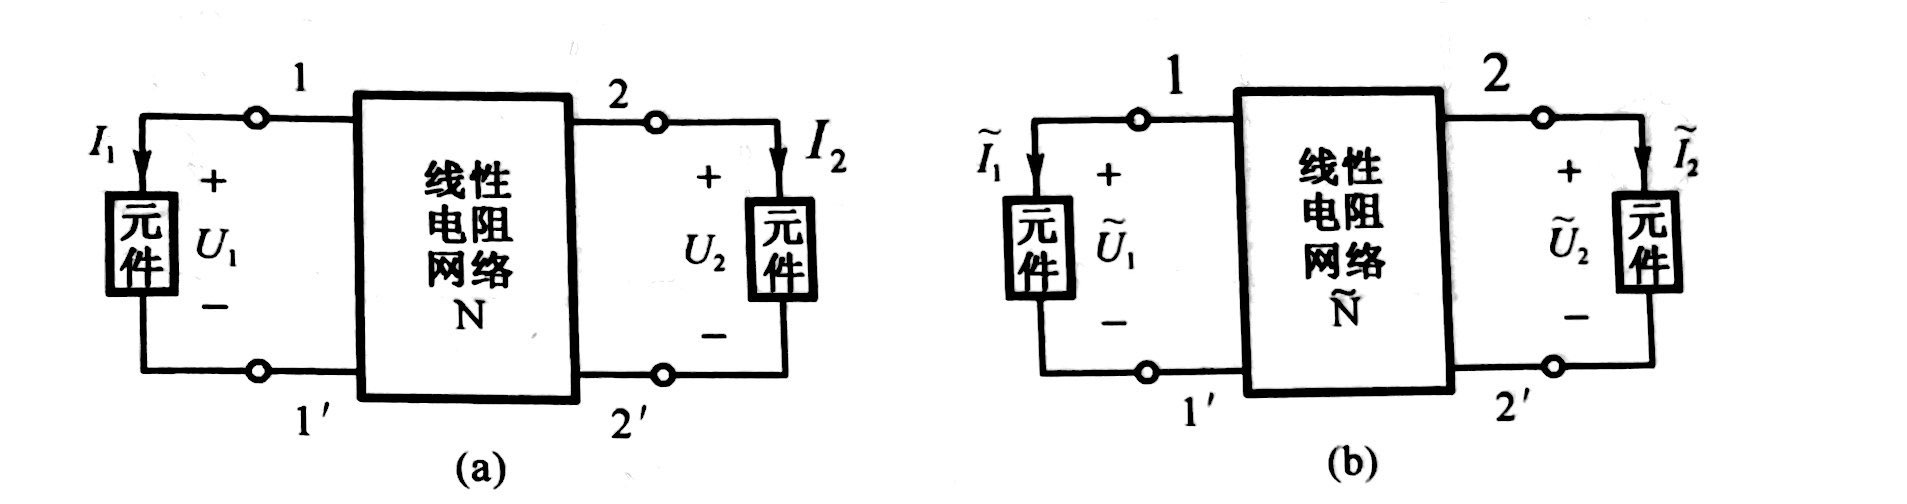 1
2
I₁
+
元件
U₁
−
线性
电阻
网络
N
+
U₂
−
元件
I₂
1′
2′
(a)
1
2
Ĩ₁
+
元件
Ũ₁
−
线性
电阻
网络
Ñ
+
Ũ₂
−
元件
Ĩ₂
1′
2′
(b)